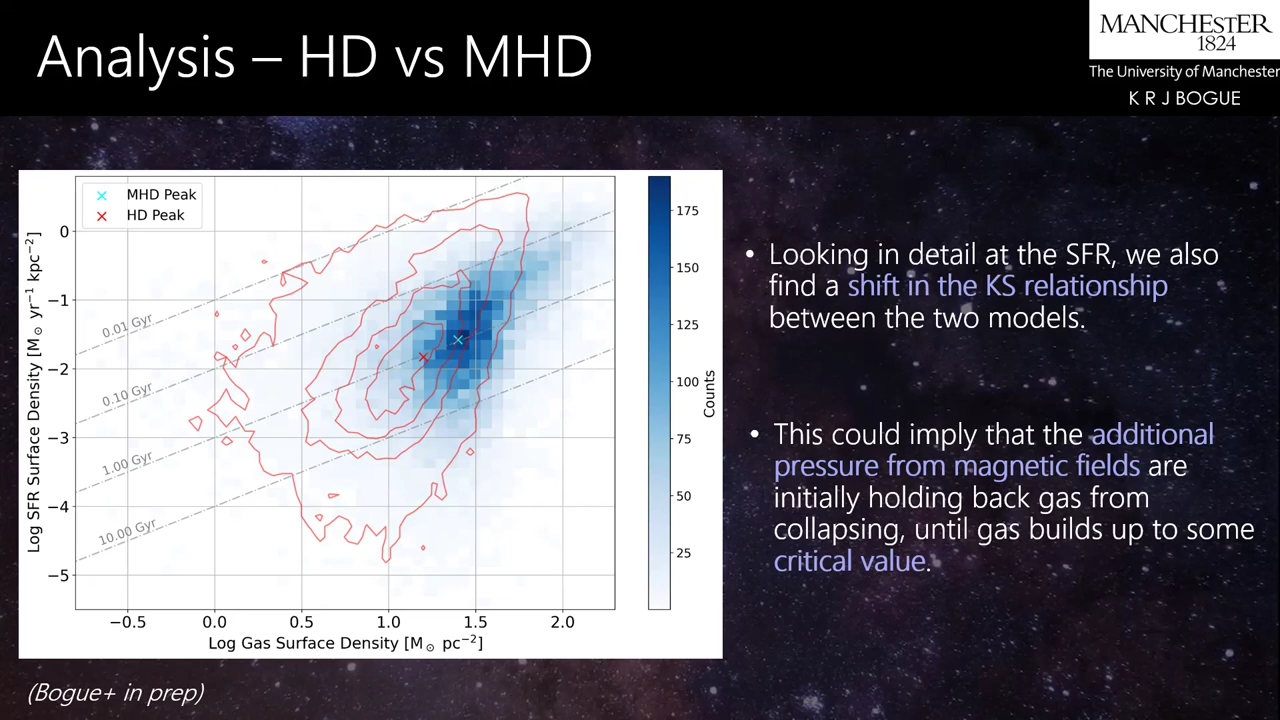 Analysis – HD vs MHD
MANCHESTER
1824
The University of Manchester
K R J BOGUE
MHD Peak
HD Peak
0.01 Gyr
0.10 Gyr
1.00 Gyr
10.00 Gyr
0
−1
−2
−3
−4
−5
Log SFR Surface Density [M⊙ yr⁻¹ kpc⁻²]
−0.5 0.0 0.5 1.0 1.5 2.0
Log Gas Surface Density [M⊙ pc⁻²]
175
150
125
100
75
50
25
Counts
• Looking in detail at the SFR, we also
find a shift in the KS relationship
between the two models.
• This could imply that the additional
pressure from magnetic fields are
initially holding back gas from
collapsing, until gas builds up to some
critical value.
(Bogue+ in prep)